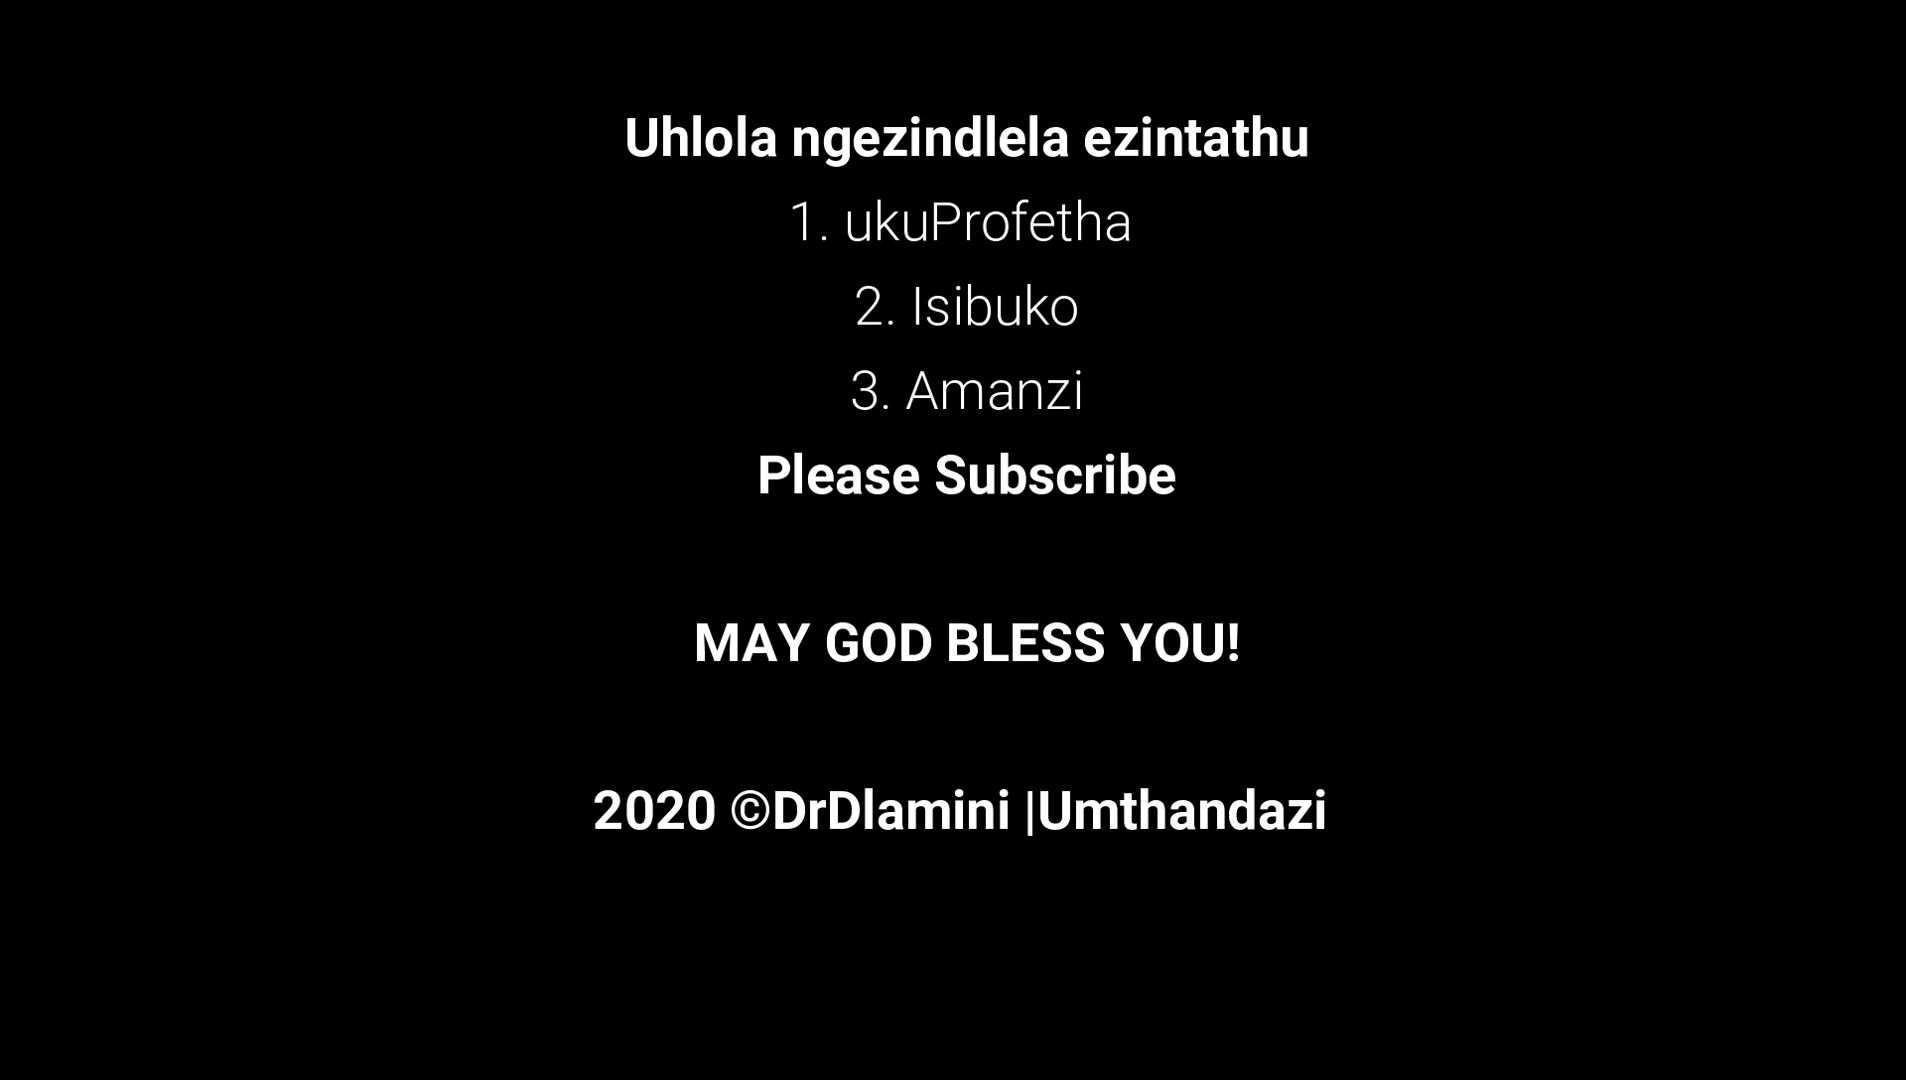 Uhlola ngezindlela ezintathu
1. ukuProfetha
2. Isibuko
3. Amanzi
Please Subscribe
MAY GOD BLESS YOU!
2020 ©DrDlamini |Umthandazi